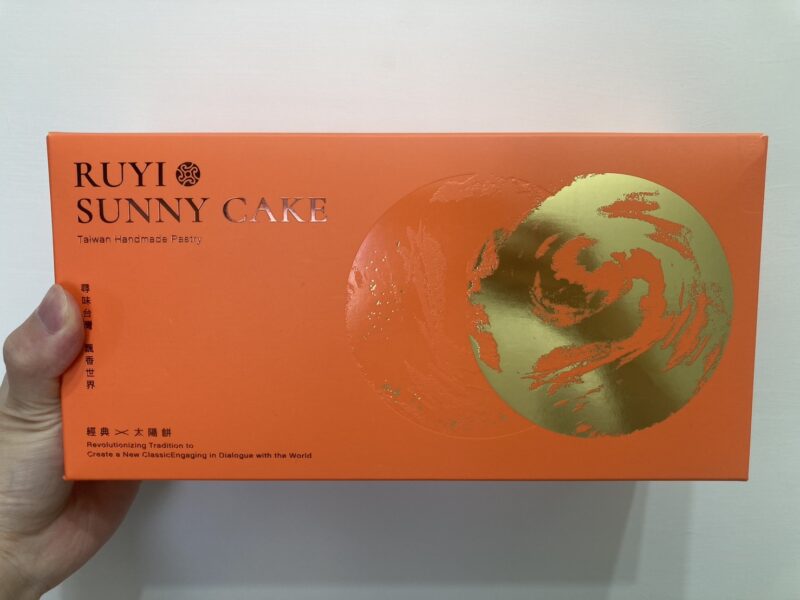 RUYI
SUNNY CAKE
Taiwan Handmade Pastry
尋味台灣 飄香世界
經典 太陽餅
Revolutionizing Tradition to
Create a New ClassicEngaging in Dialogue with the World